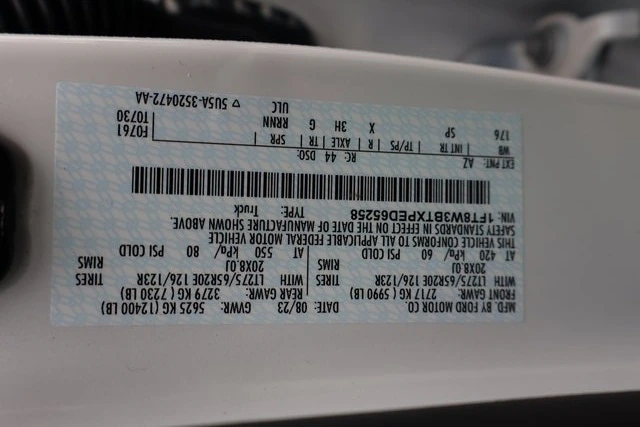 MFD. BY FORD MOTOR CO.
DATE: 08/23 GVWR: 5625 KG (12400 LB)
FRONT GAWR: 2717 KG (5990 LB) REAR GAWR: 3279 KG (7230 LB)
WITH LT275/65R20E 126/123R TIRES WITH LT275/65R20E 126/123R TIRES
20X8.0J RIMS 20X8.0J RIMS
AT 420 kPa/ 60 PSI COLD AT 550 kPa/ 80 PSI COLD
THIS VEHICLE CONFORMS TO ALL APPLICABLE FEDERAL MOTOR VEHICLE
SAFETY STANDARDS IN EFFECT ON THE DATE OF MANUFACTURE SHOWN ABOVE.
VIN: 1FT8W3BTXPED65258 TYPE: Truck
EXT PNT: AZ RC: 44 DSO: F0761
WB INT TR TP/PS R AXLE TR SPR T0730
176 SP X 3H G RRNN
ULC
▽ 5U5A-3520472-AA